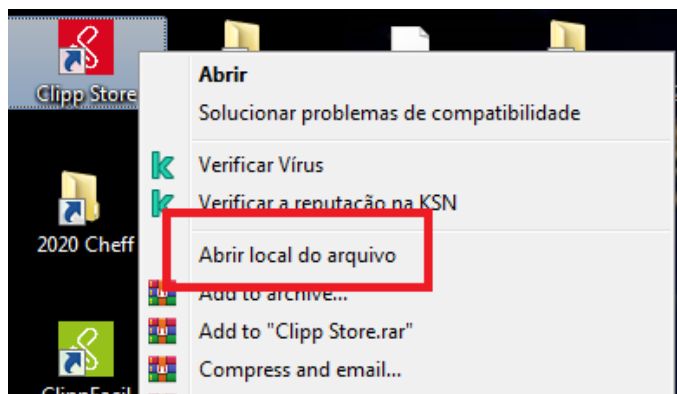 Clipp Store
Abrir
Solucionar problemas de compatibilidade
Verificar Vírus
Verificar a reputação na KSN
2020 Cheff
Abrir local do arquivo
Add to archive...
Add to "Clipp Store.rar"
Compress and email...
ClippFacil